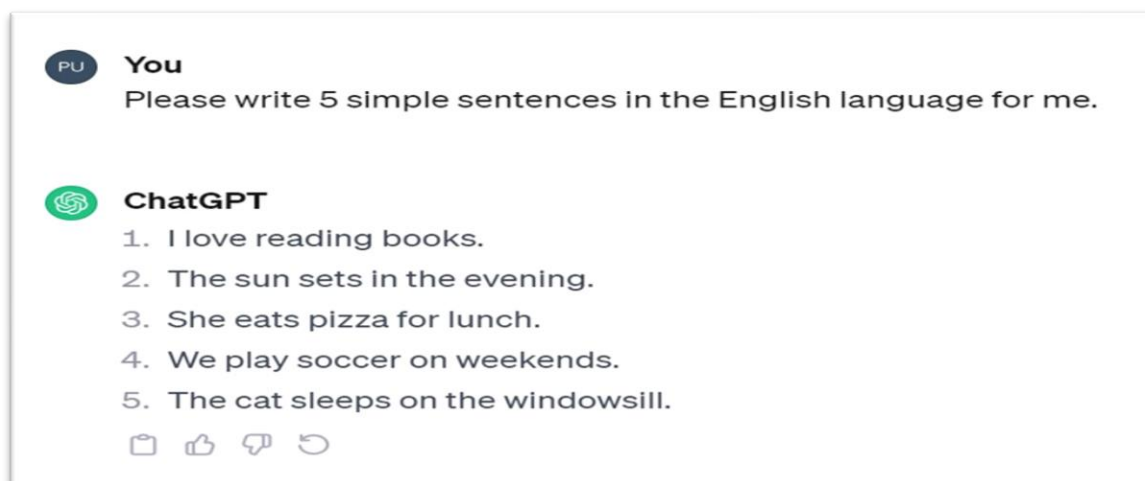 PU You
Please write 5 simple sentences in the English language for me.
ChatGPT
1. I love reading books.
2. The sun sets in the evening.
3. She eats pizza for lunch.
4. We play soccer on weekends.
5. The cat sleeps on the windowsill.